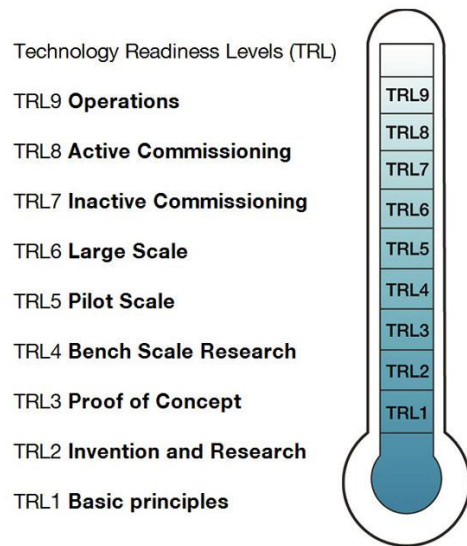 Technology Readiness Levels (TRL)
TRL9 Operations
TRL8 Active Commissioning
TRL7 Inactive Commissioning
TRL6 Large Scale
TRL5 Pilot Scale
TRL4 Bench Scale Research
TRL3 Proof of Concept
TRL2 Invention and Research
TRL1 Basic principles
TRL9
TRL8
TRL7
TRL6
TRL5
TRL4
TRL3
TRL2
TRL1